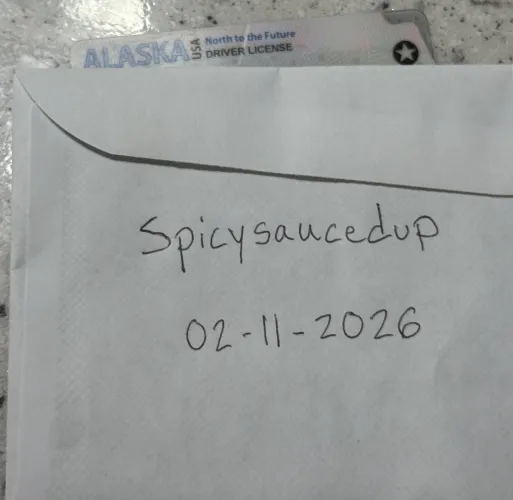 ALASKA USA North to the Future
DRIVER LICENSE
Spicysaucedup
02-11-2026